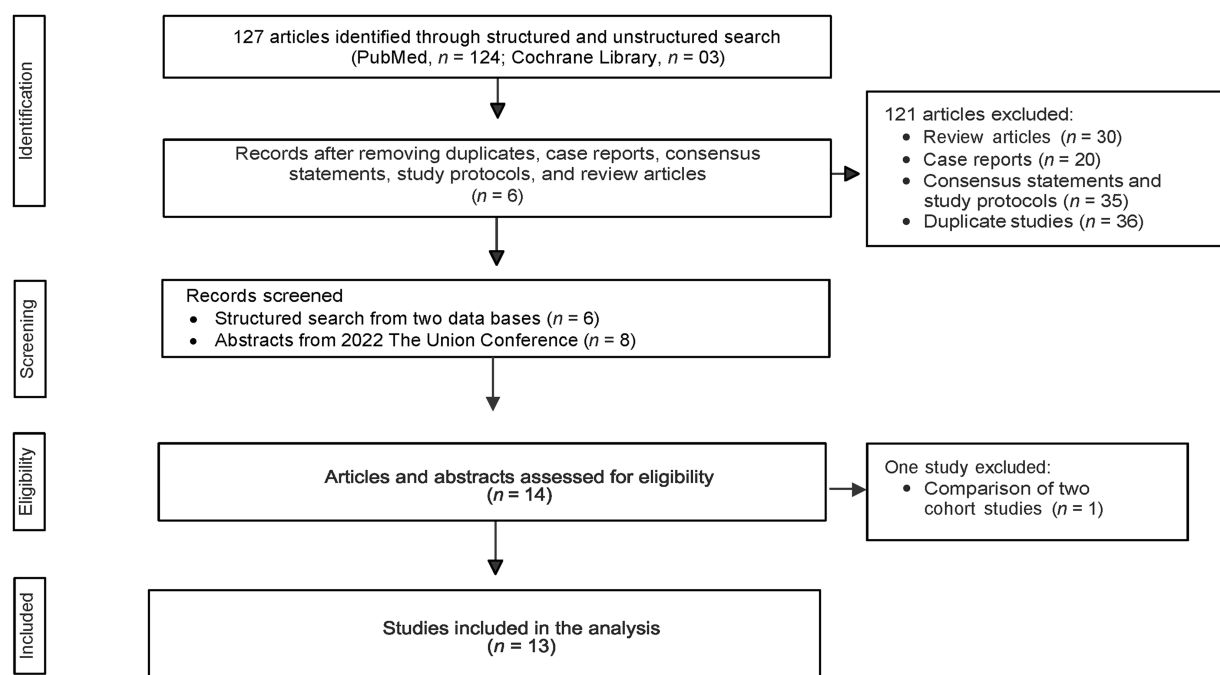 Identification
127 articles identified through structured and unstructured search
(PubMed, n = 124; Cochrane Library, n = 03)
Records after removing duplicates, case reports, consensus
statements, study protocols, and review articles
(n = 6)
121 articles excluded:
• Review articles (n = 30)
• Case reports (n = 20)
• Consensus statements and
study protocols (n = 35)
• Duplicate studies (n = 36)
Screening
Records screened
• Structured search from two data bases (n = 6)
• Abstracts from 2022 The Union Conference (n = 8)
Eligibility
Articles and abstracts assessed for eligibility
(n = 14)
One study excluded:
• Comparison of two
cohort studies (n = 1)
Included
Studies included in the analysis
(n = 13)